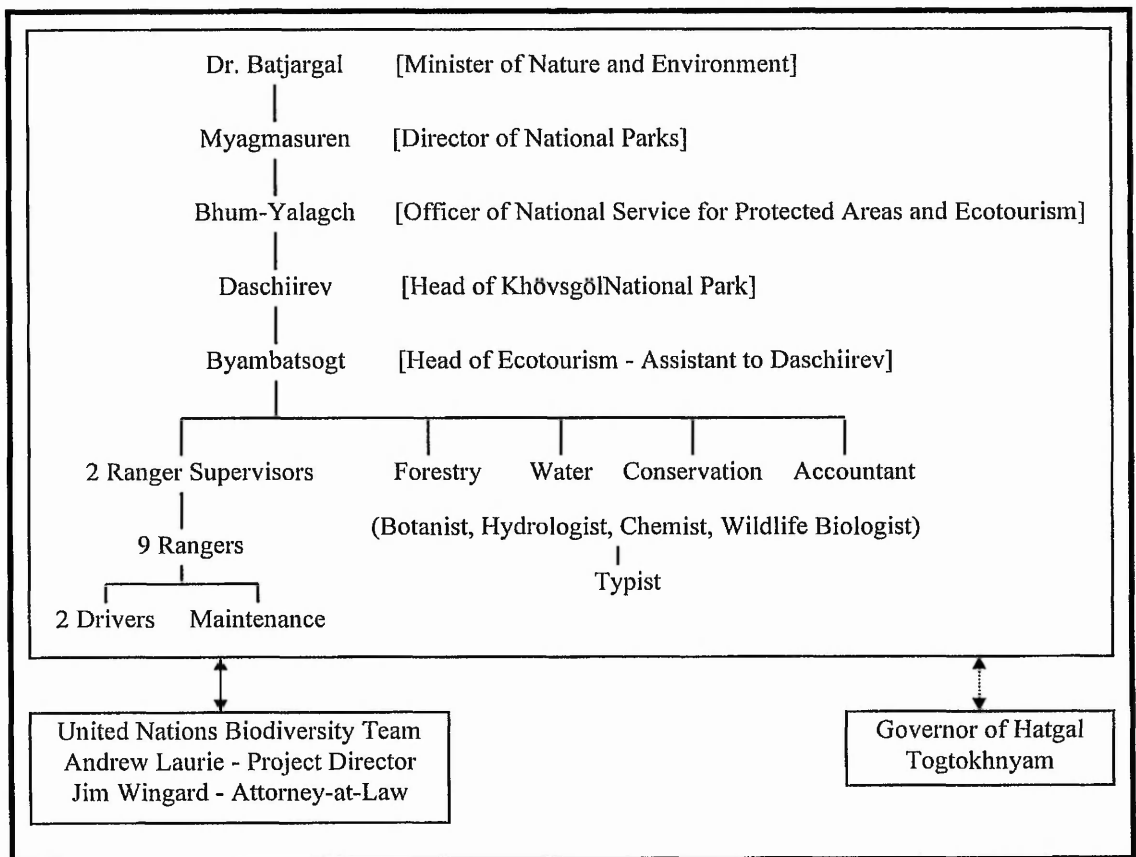 Dr. Batjargal [Minister of Nature and Environment]
Myagmasuren [Director of National Parks]
Bhum-Yalagch [Officer of National Service for Protected Areas and Ecotourism]
Daschiirev [Head of KhövsgölNational Park]
Byambatsogt [Head of Ecotourism - Assistant to Daschiirev]
2 Ranger Supervisors Forestry Water Conservation Accountant
(Botanist, Hydrologist, Chemist, Wildlife Biologist)
9 Rangers
Typist
2 Drivers Maintenance
United Nations Biodiversity Team
Andrew Laurie - Project Director
Jim Wingard - Attorney-at-Law
Governor of Hatgal
Togtokhnyam